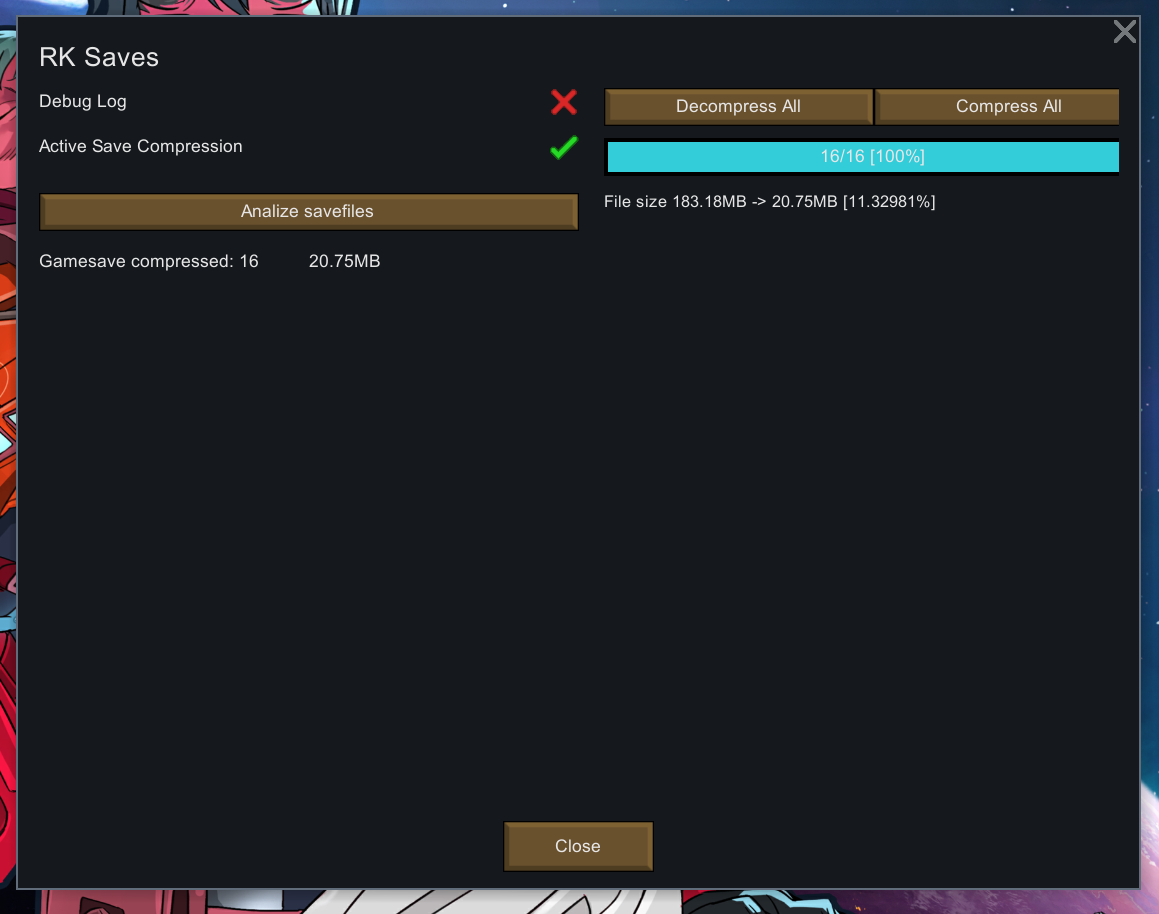 RK Saves
Debug Log
Active Save Compression
Analize savefiles
Gamesave compressed: 16 20.75MB
Decompress All
Compress All
16/16 [100%]
File size 183.18MB -> 20.75MB [11.32981%]
Close